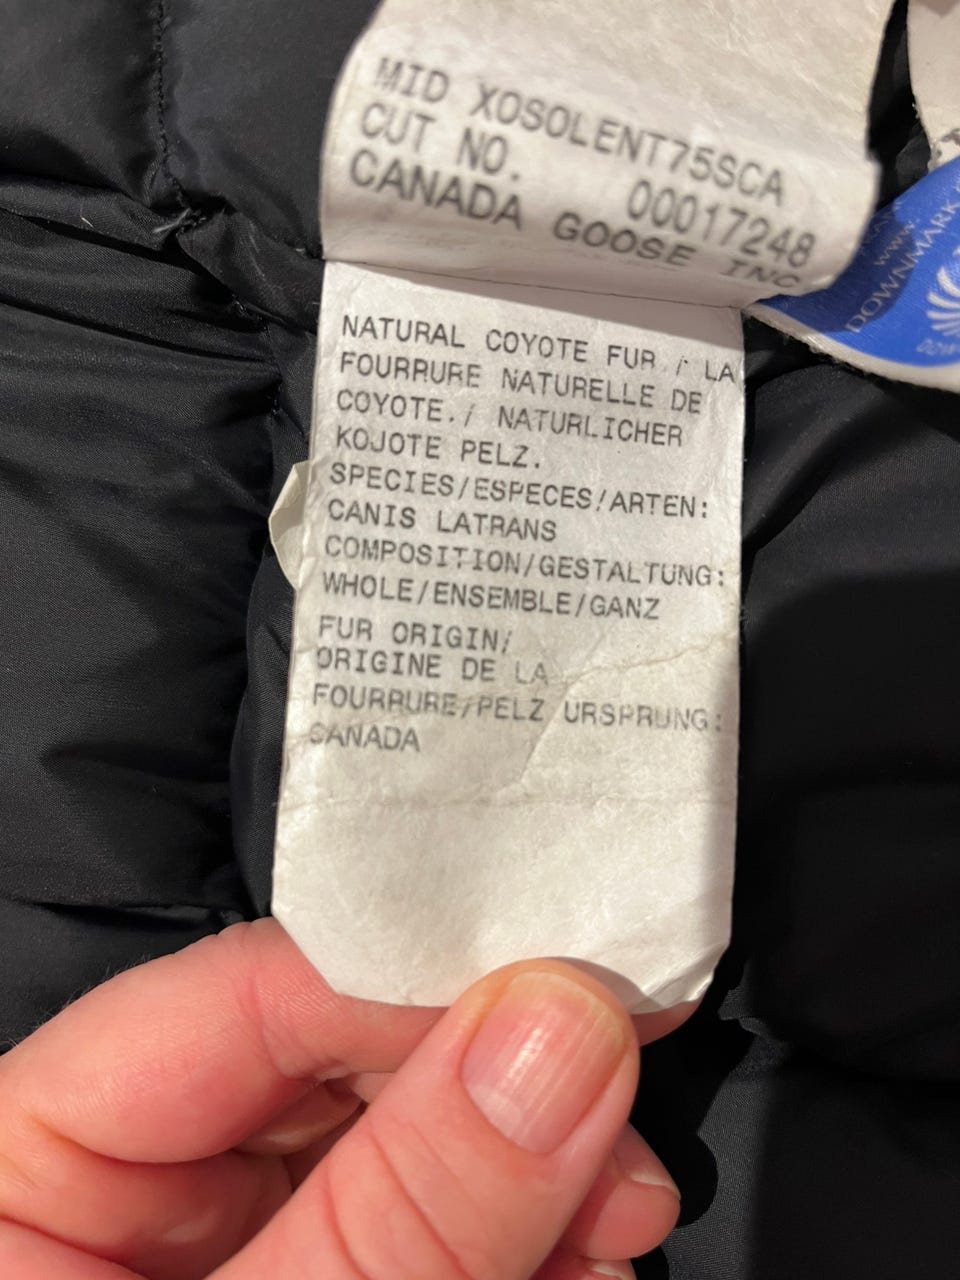 MID XOSOLENT75SCA
CUT NO. 00017248
CANADA GOOSE INC
NATURAL COYOTE FUR / LA
FOURRURE NATURELLE DE
COYOTE./ NATURLICHER
KOJOTE PELZ.
SPECIES/ESPECES/ARTEN:
CANIS LATRANS
COMPOSITION/GESTALTUNG:
WHOLE/ENSEMBLE/GANZ
FUR ORIGIN/
ORIGINE DE LA
FOURRURE/PELZ URSPRUNG:
CANADA
www.
DOWNMARK